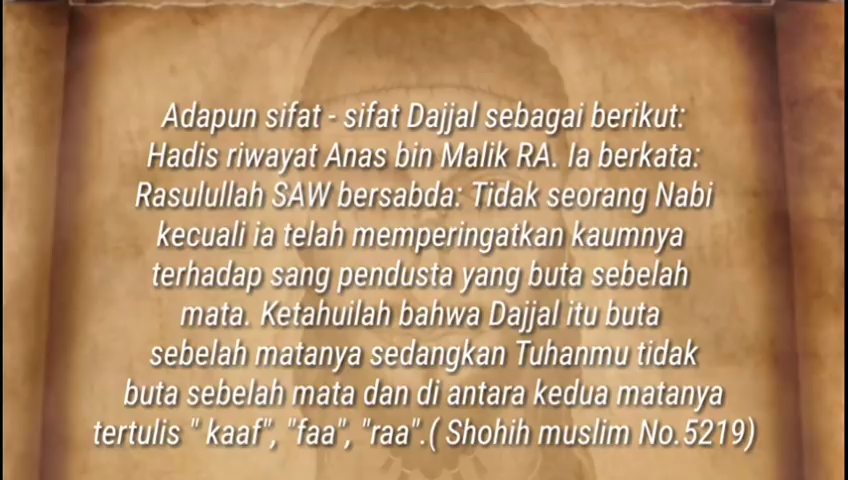 Adapun sifat - sifat Dajjal sebagai berikut:
Hadis riwayat Anas bin Malik RA. Ia berkata:
Rasulullah SAW bersabda: Tidak seorang Nabi
kecuali ia telah memperingatkan kaumnya
terhadap sang pendusta yang buta sebelah
mata. Ketahuilah bahwa Dajjal itu buta
sebelah matanya sedangkan Tuhanmu tidak
buta sebelah mata dan di antara kedua matanya
tertulis " kaaf", "faa", "raa".( Shohih muslim No.5219)